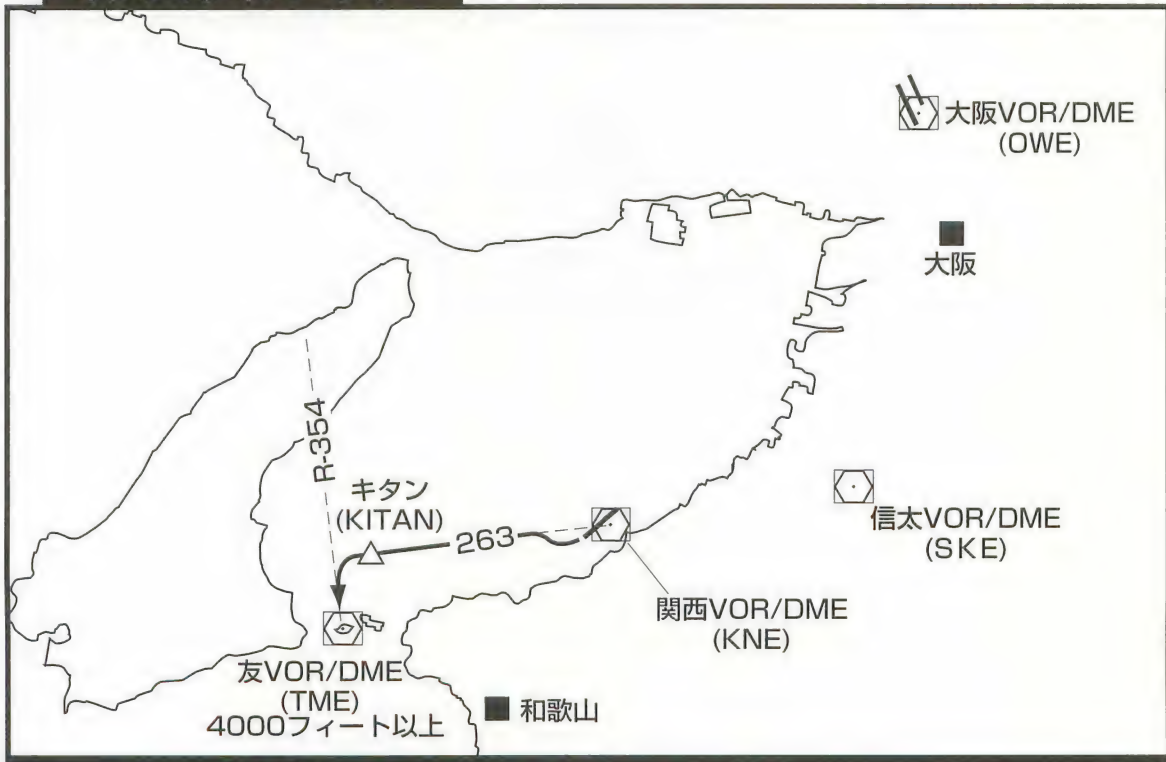 大阪VOR/DME
(OWE)
大阪
R-354
キタン
(KITAN)
263
信太VOR/DME
(SKE)
関西VOR/DME
(KNE)
友VOR/DME
(TME)
4000フィート以上
和歌山